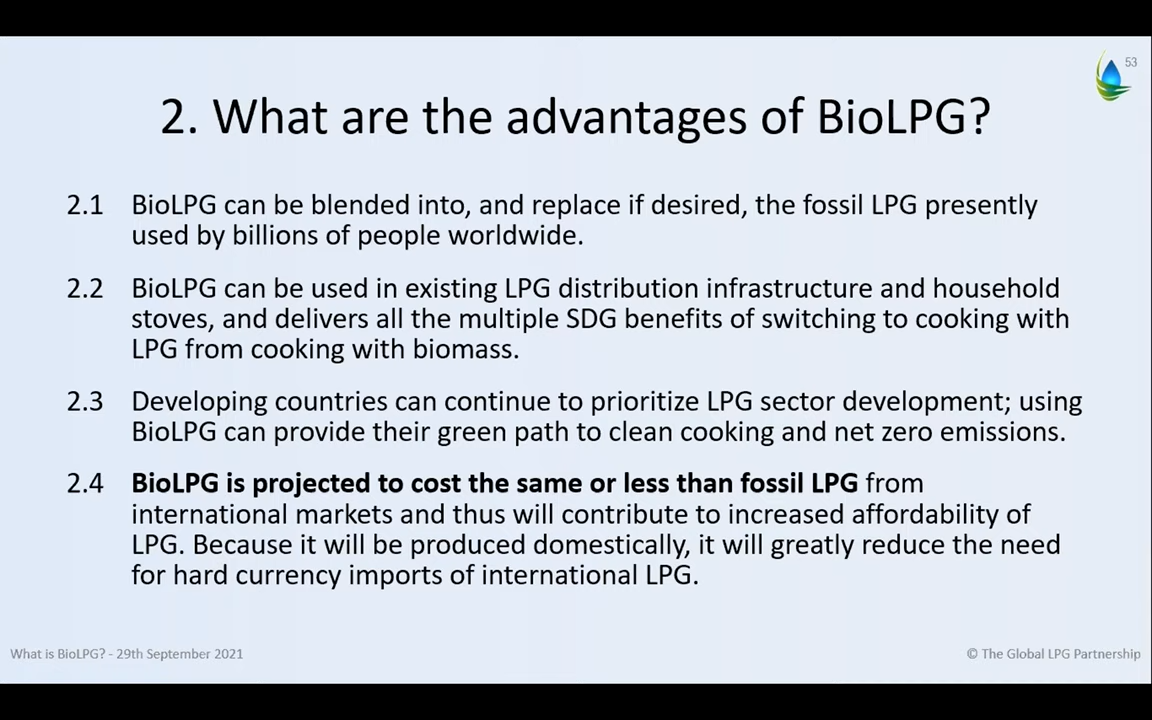 53
2. What are the advantages of BioLPG?
2.1 BioLPG can be blended into, and replace if desired, the fossil LPG presently
used by billions of people worldwide.
2.2 BioLPG can be used in existing LPG distribution infrastructure and household
stoves, and delivers all the multiple SDG benefits of switching to cooking with
LPG from cooking with biomass.
2.3 Developing countries can continue to prioritize LPG sector development; using
BioLPG can provide their green path to clean cooking and net zero emissions.
2.4 BioLPG is projected to cost the same or less than fossil LPG from
international markets and thus will contribute to increased affordability of
LPG. Because it will be produced domestically, it will greatly reduce the need
for hard currency imports of international LPG.
What is BioLPG? - 29th September 2021
© The Global LPG Partnership